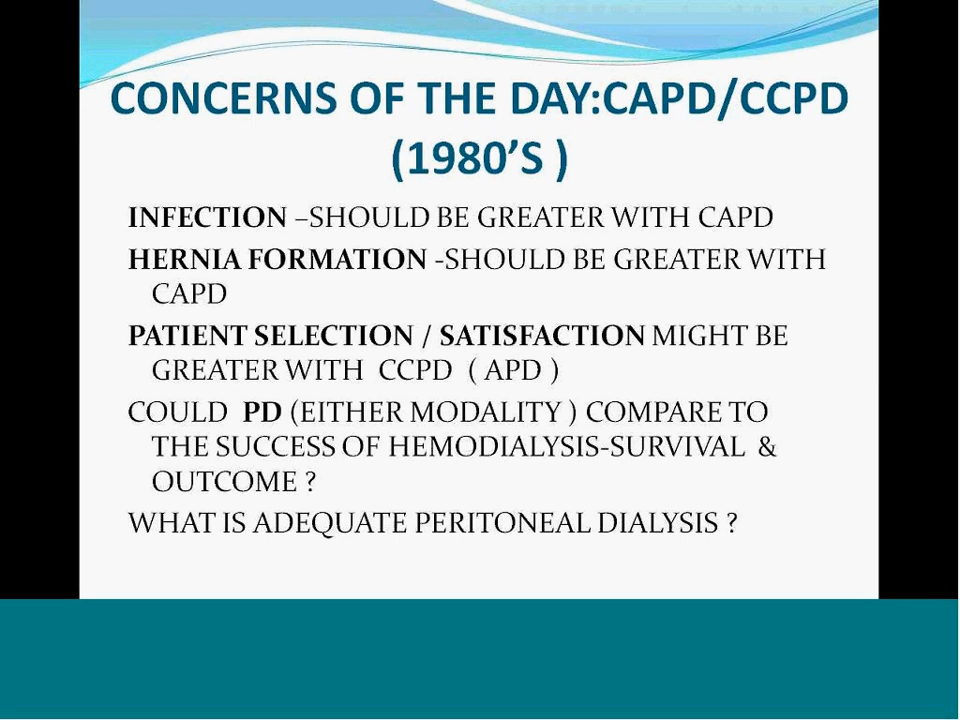 CONCERNS OF THE DAY:CAPD/CCPD
(1980’S )
INFECTION –SHOULD BE GREATER WITH CAPD
HERNIA FORMATION -SHOULD BE GREATER WITH
CAPD
PATIENT SELECTION / SATISFACTION MIGHT BE
GREATER WITH CCPD ( APD )
COULD PD (EITHER MODALITY ) COMPARE TO
THE SUCCESS OF HEMODIALYSIS-SURVIVAL &
OUTCOME ?
WHAT IS ADEQUATE PERITONEAL DIALYSIS ?